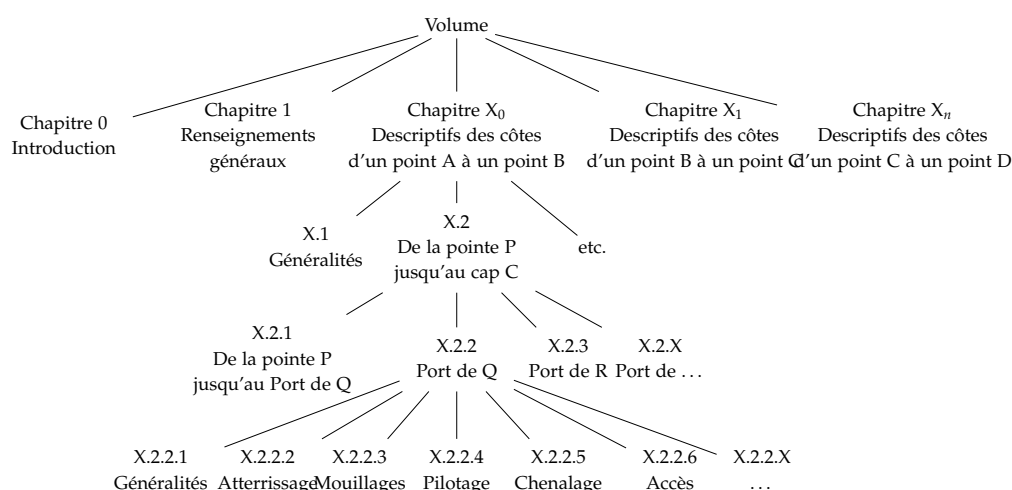 Volume
Chapitre 0
Introduction
Chapitre 1
Renseignements
généraux
Chapitre X0
Descriptifs des côtes
d'un point A à un point B
Chapitre X1
Descriptifs des côtes
d'un point B à un point C
Chapitre Xn
Descriptifs des côtes
d'un point C à un point D
X.1
Généralités
X.2
De la pointe P
jusqu'au cap C
etc.
X.2.1
De la pointe P
jusqu'au Port de Q
X.2.2
Port de Q
X.2.3
Port de R
X.2.X
Port de ...
X.2.2.1
Généralités
X.2.2.2
Atterrissage
X.2.2.3
Mouillages
X.2.2.4
Pilotage
X.2.2.5
Chenalage
X.2.2.6
Accès
X.2.2.X
...